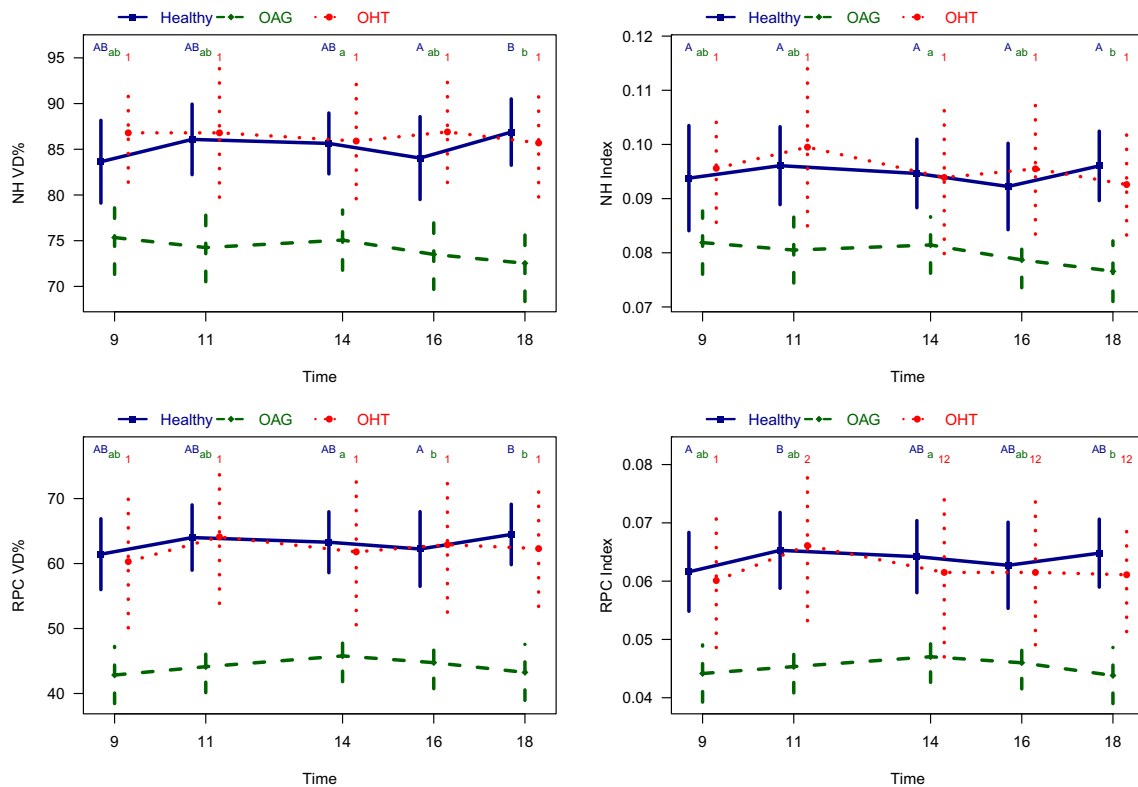 Healthy OAG OHT
AB ab 1 AB ab 1 AB a 1 A ab 1 B b 1
95
90
85
80
75
70
NH VD%
9 11 14 16 18
Time
Healthy OAG OHT
A ab 1 A ab 1 A a 1 A ab 1 A b 1
0.12
0.11
0.10
0.09
0.08
0.07
NH Index
9 11 14 16 18
Time
Healthy OAG OHT
AB ab 1 AB ab 1 AB a 1 A b 1 B b 1
70
60
50
40
RPC VD%
9 11 14 16 18
Time
Healthy OAG OHT
A ab 1 B ab 2 AB a 12 AB ab 12 AB b 12
0.08
0.07
0.06
0.05
0.04
RPC Index
9 11 14 16 18
Time